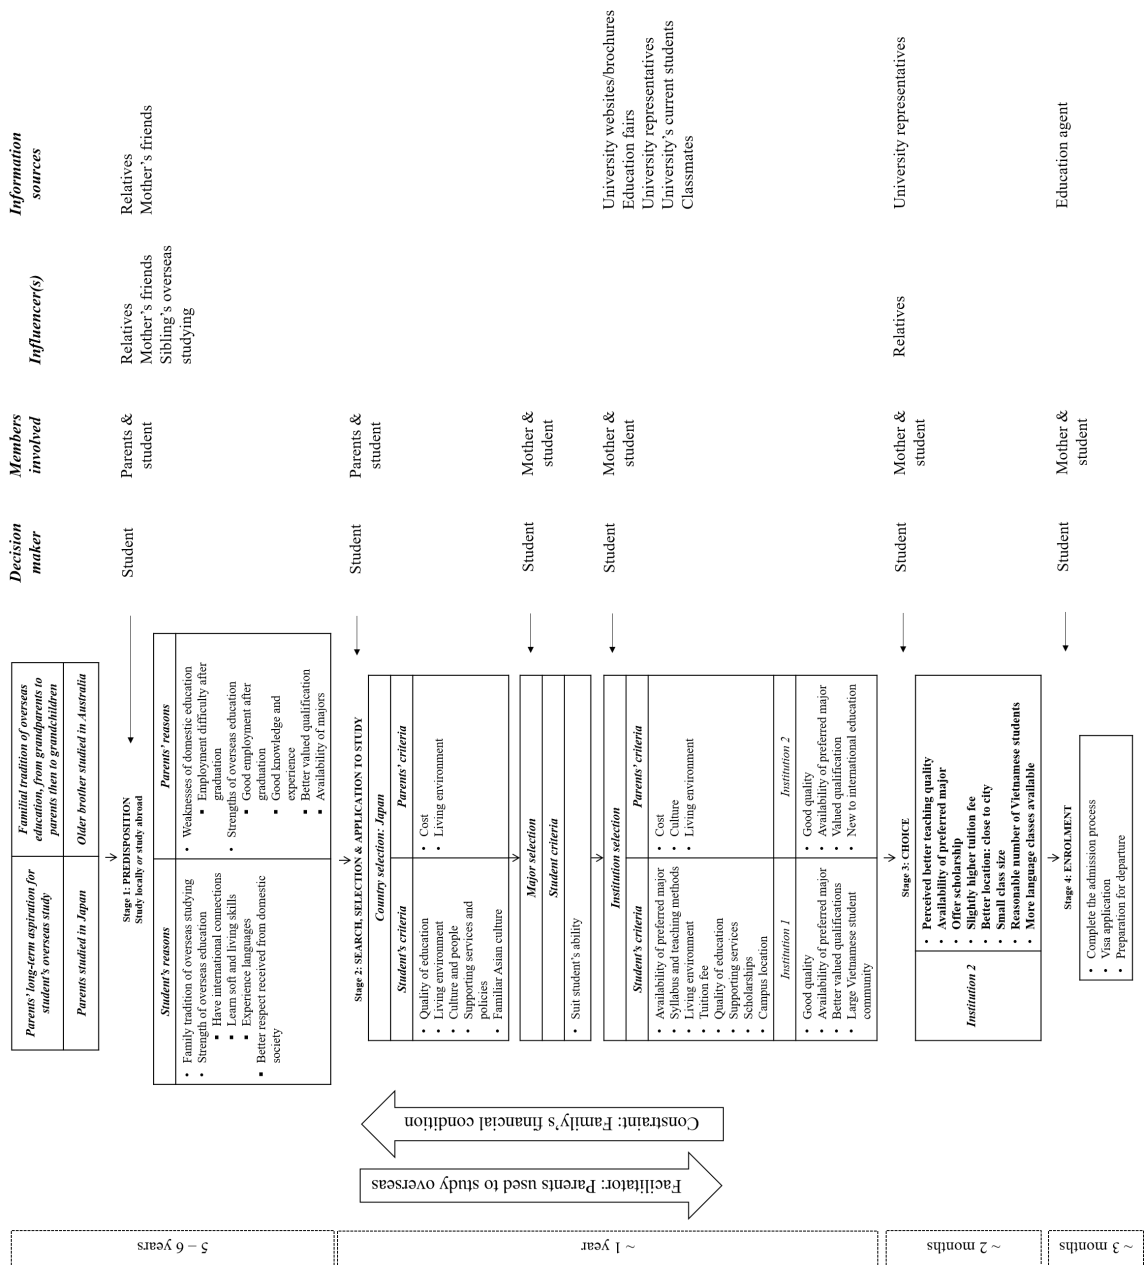 Decision
maker
Members
involved
Influencer(s)
Information
sources
Parents' long-term aspiration for
student's overseas study
Familial tradition of overseas
education, from grandparents to
parents then to grandchildren
Parents studied in Japan
Older brother studied in Australia
5 – 6 years
Stage 1: PREDISPOSITION
Study locally or study abroad
Student
Parents &
student
Relatives
Mother's friends
Sibling's overseas
studying
Relatives
Mother's friends
Student's reasons
Parents' reasons
• Family tradition of overseas studying
• Strength of overseas education
▪ Have international connections
▪ Learn soft and living skills
▪ Experience languages
▪ Better respect received from domestic
society
• Weaknesses of domestic education
▪ Employment difficulty after
graduation
• Strengths of overseas education
▪ Good employment after
graduation
▪ Good knowledge and
experience
▪ Better valued qualification
▪ Availability of majors
Facilitator: Parents used to study overseas
Constraint: Family's financial condition
~ 1 year
Stage 2: SEARCH, SELECTION & APPLICATION TO STUDY
Student
Parents &
student
Country selection: Japan
Student's criteria
Parents' criteria
• Quality of education
• Living environment
• Culture and people
• Supporting services and
policies
• Familiar Asian culture
• Cost
• Living environment
Major selection
Student criteria
• Suit student's ability
Student
Mother &
student
Institution selection
Student
Mother &
student
University websites/brochures
Education fairs
University representatives
University's current students
Classmates
Student's criteria
Parents' criteria
• Availability of preferred major
• Syllabus and teaching methods
• Living environment
• Tuition fee
• Quality of education
• Supporting services
• Scholarships
• Campus location
• Cost
• Culture
• Living environment
Institution 1
Institution 2
• Good quality
• Availability of preferred major
• Better valued qualifications
• Large Vietnamese student
community
• Good quality
• Availability of preferred major
• Valued qualification
• New to international education
~ 2 months
Stage 3: CHOICE
Student
Mother &
student
Relatives
University representatives
Institution 2
• Perceived better teaching quality
• Availability of preferred major
• Offer scholarship
• Slightly higher tuition fee
• Better location: close to city
• Small class size
• Reasonable number of Vietnamese students
• More language classes available
~ 3 months
Stage 4: ENROLMENT
Student
Mother &
student
Education agent
• Complete the admission process
• Visa application
• Preparation for departure